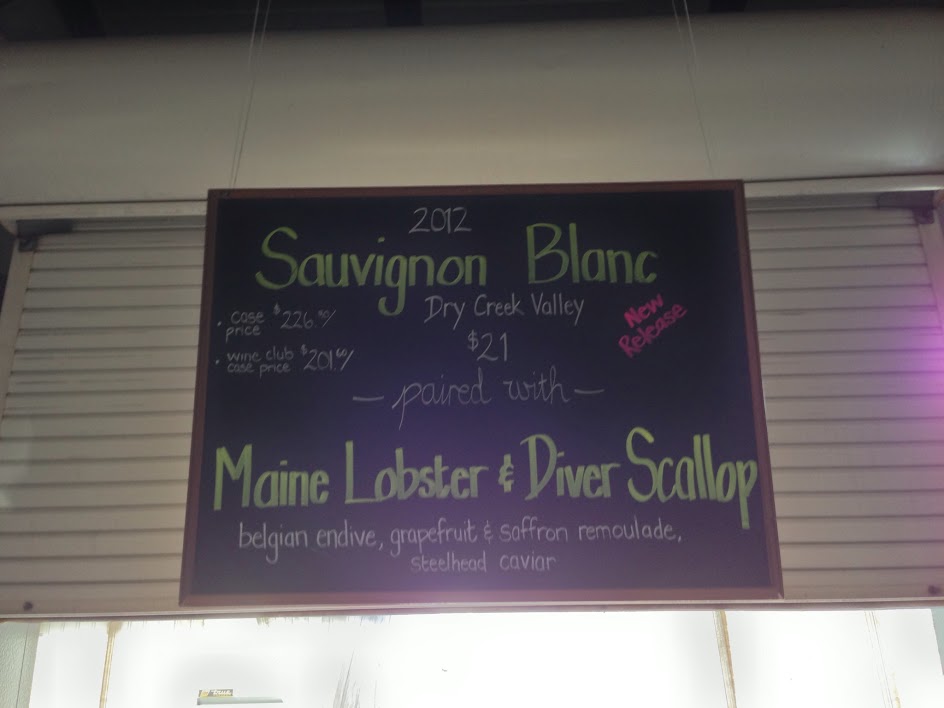 2012
Sauvignon Blanc
Dry Creek Valley
New
Release
• case price $226.80/
• wine club case price $201.60/
$21
– paired with –
Maine Lobster & Diver Scallop
belgian endive, grapefruit & saffron remoulade,
steelhead caviar
true